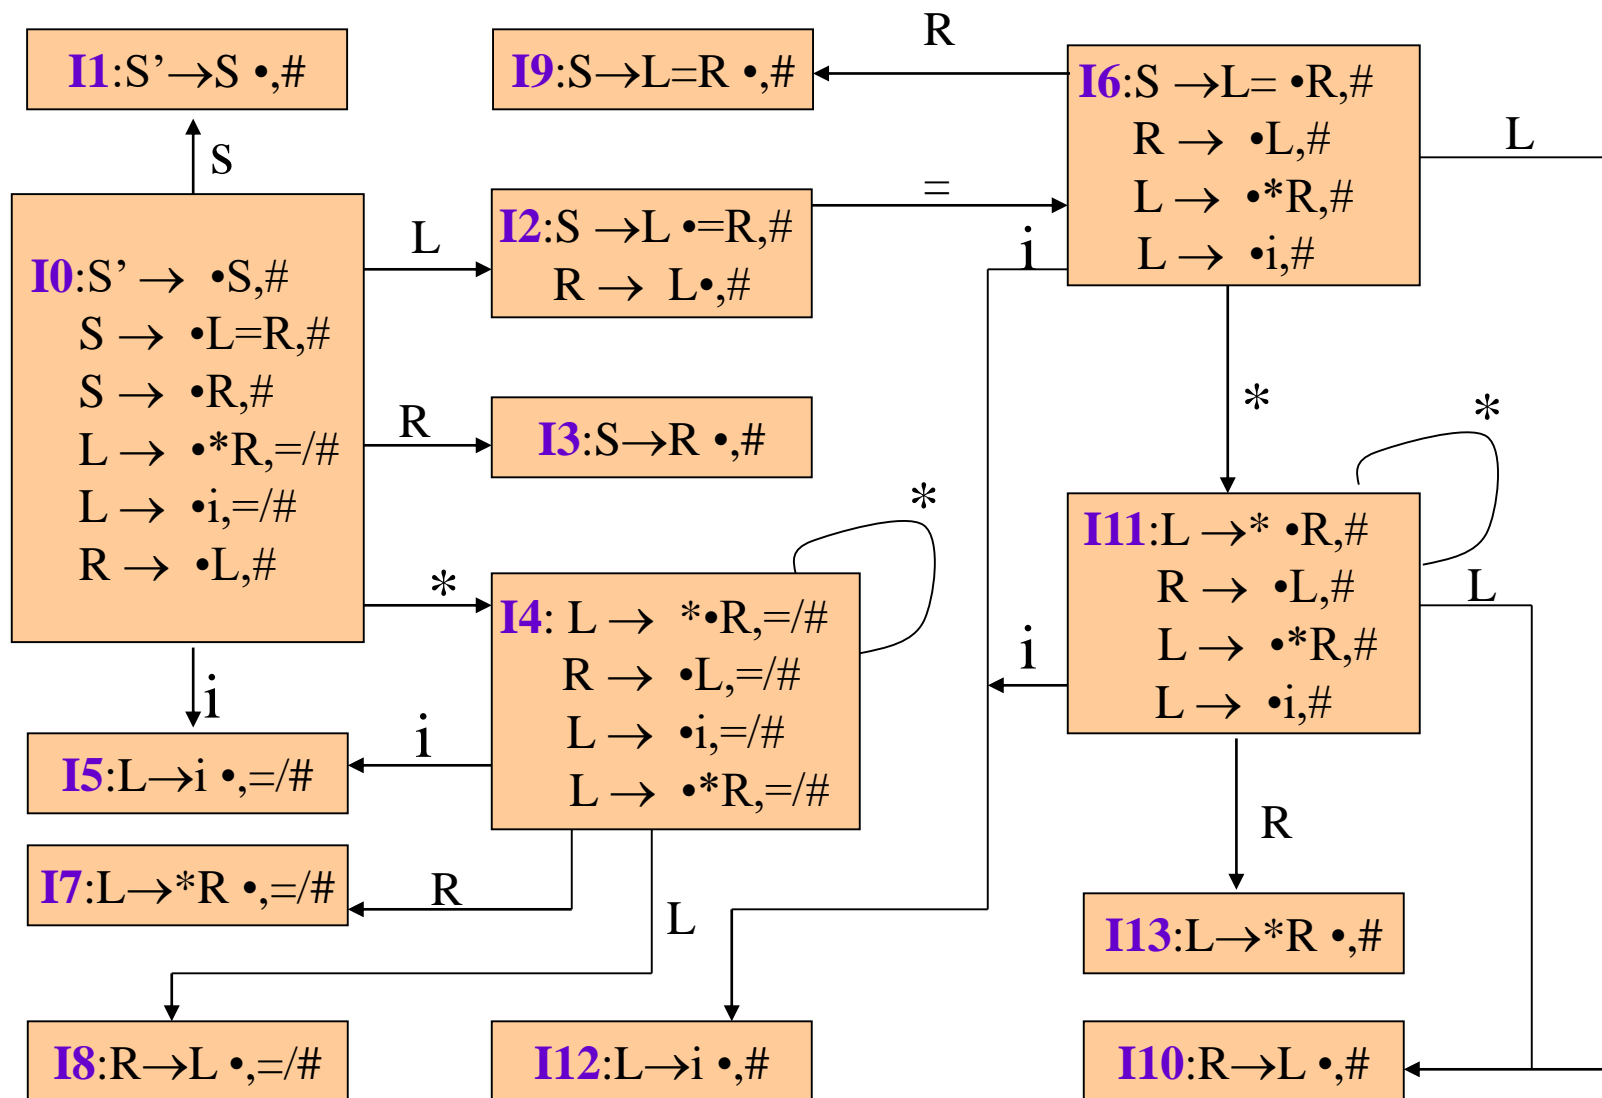 I1:S’→S •,#
s
I0:S’→ •S,#
S→ •L=R,#
S→ •R,#
L→ •*R,=/#
L→ •i,=/#
R→ •L,#
L
R
*
i
I2:S→L •=R,#
R→ L•,#
=
I3:S→R •,#
I4: L→ *•R,=/#
R→ •L,=/#
L→ •i,=/#
L→ •*R,=/#
*
i
R
L
I5:L→i •,=/#
I7:L→*R •,=/#
I8:R→L •,=/#
I9:S→L=R •,#
R
I6:S→L= •R,#
R→ •L,#
L→ •*R,#
L→ •i,#
L
i
*
I11:L→* •R,#
R→ •L,#
L→ •*R,#
L→ •i,#
*
L
i
R
I13:L→*R •,#
I12:L→i •,#
I10:R→L •,#